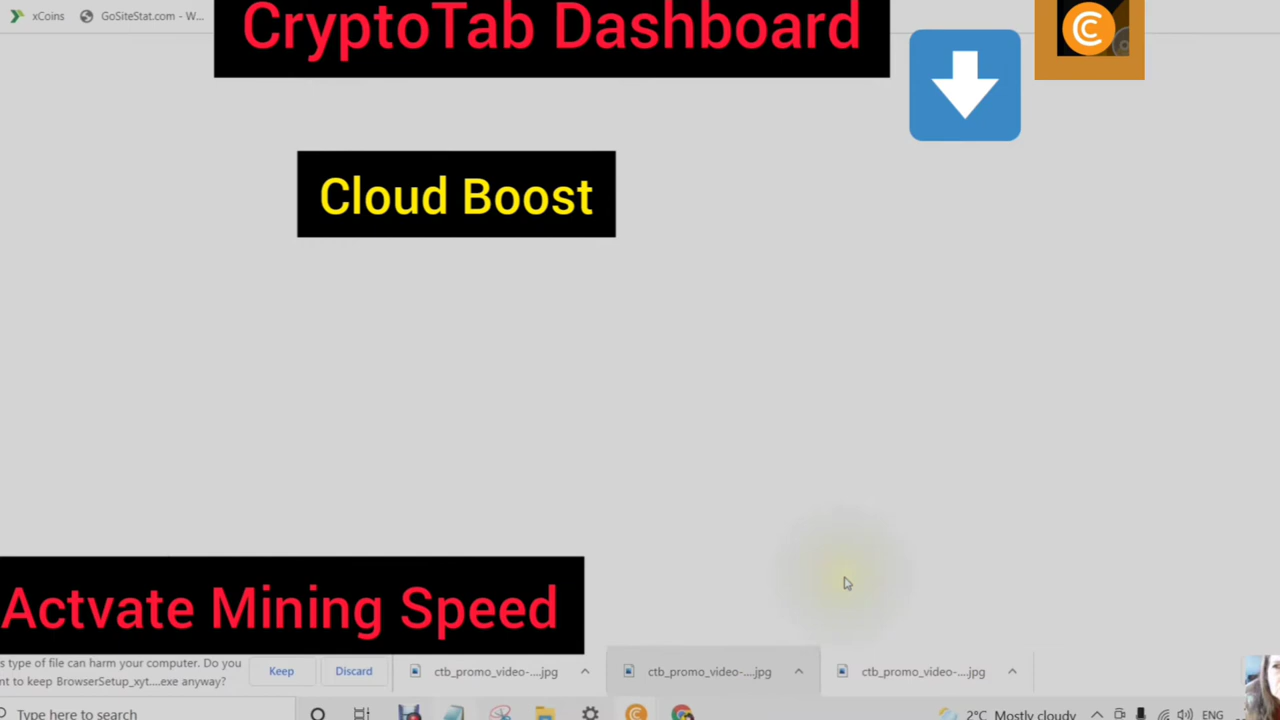 xCoins
GoSiteStat.com - W...
CryptoTab Dashboard
Cloud Boost
Actvate Mining Speed
s type of file can harm your computer. Do you
nt to keep BrowserSetup_xyt....exe anyway?
Keep
Discard
ctb_promo_video-....jpg
ctb_promo_video-....jpg
ctb_promo_video-....jpg
Type here to search
2°C Mostly cloudy
ENG